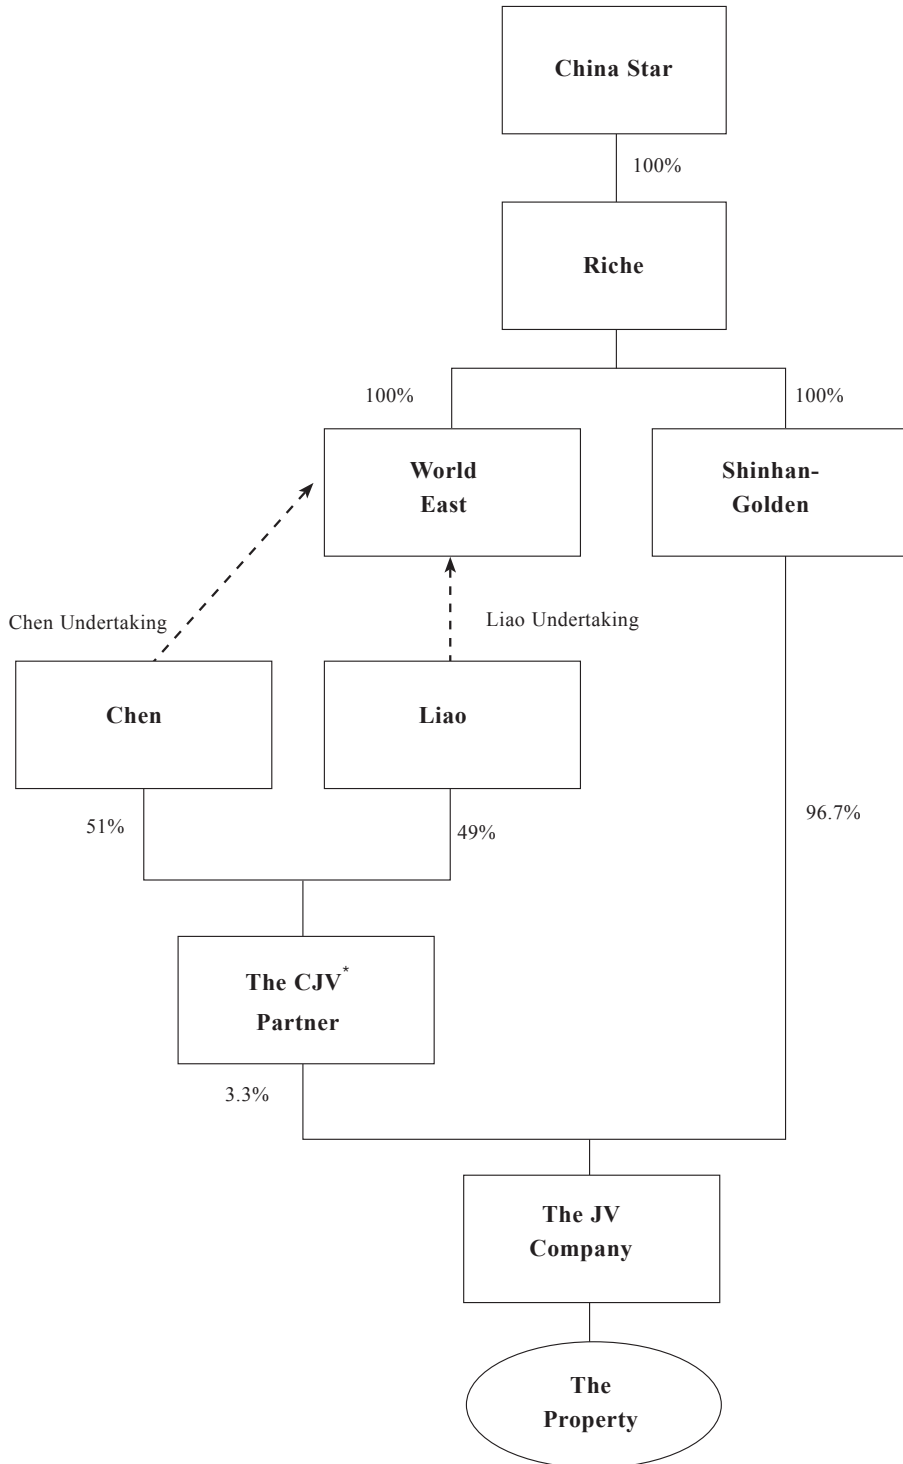 China Star
100%
Riche
100%
100%
World
East
Shinhan-
Golden
Chen Undertaking
Liao Undertaking
Chen
Liao
51%
49%
96.7%
The CJV*
Partner
3.3%
The JV
Company
The
Property